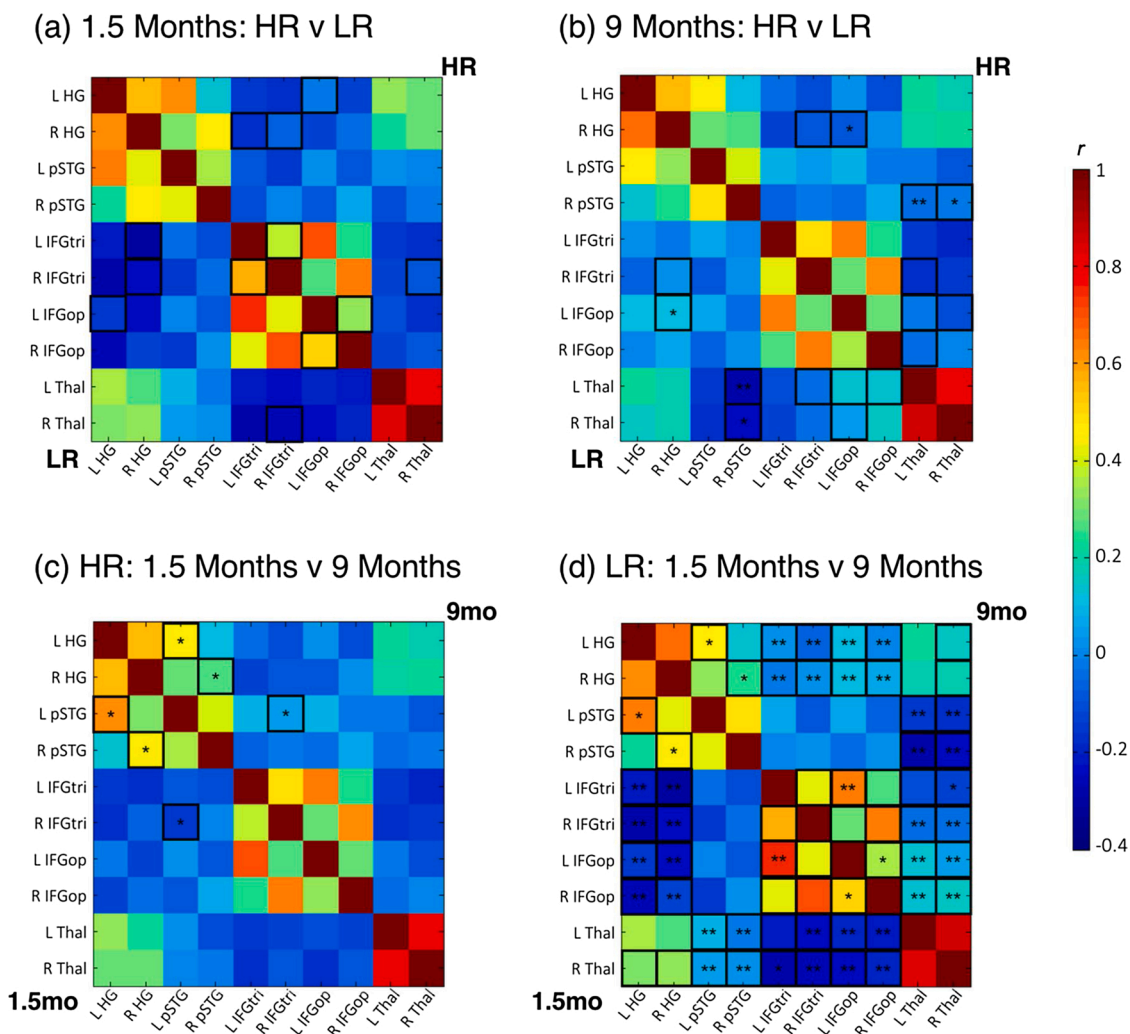 (a) 1.5 Months: HR v LR
(b) 9 Months: HR v LR
HR
HR
L HG
R HG
L pSTG
R pSTG
L IFGtri
R IFGtri
L IFGop
R IFGop
L Thal
R Thal
LR
L HG
R HG
L pSTG
R pSTG
L IFGtri
R IFGtri
L IFGop
R IFGop
L Thal
R Thal
L HG
R HG
*
L pSTG
R pSTG
** *
L IFGtri
R IFGtri
L IFGop
*
R IFGop
L Thal
**
R Thal
*
LR
L HG
R HG
L pSTG
R pSTG
L IFGtri
R IFGtri
L IFGop
R IFGop
L Thal
R Thal
r
1
0.8
0.6
0.4
0.2
0
-0.2
-0.4
(c) HR: 1.5 Months v 9 Months
(d) LR: 1.5 Months v 9 Months
9mo
9mo
L HG
*
R HG
*
L pSTG
* *
R pSTG
*
L IFGtri
R IFGtri
*
L IFGop
R IFGop
L Thal
R Thal
1.5mo
L HG
R HG
L pSTG
R pSTG
L IFGtri
R IFGtri
L IFGop
R IFGop
L Thal
R Thal
L HG
* ** ** ** **
R HG
* ** ** ** **
L pSTG
* ** **
R pSTG
* ** **
L IFGtri
** ** ** *
R IFGtri
** ** ** **
L IFGop
** ** ** * ** **
R IFGop
** ** * ** **
L Thal
** ** ** ** **
R Thal
** ** * ** ** **
1.5mo
L HG
R HG
L pSTG
R pSTG
L IFGtri
R IFGtri
L IFGop
R IFGop
L Thal
R Thal